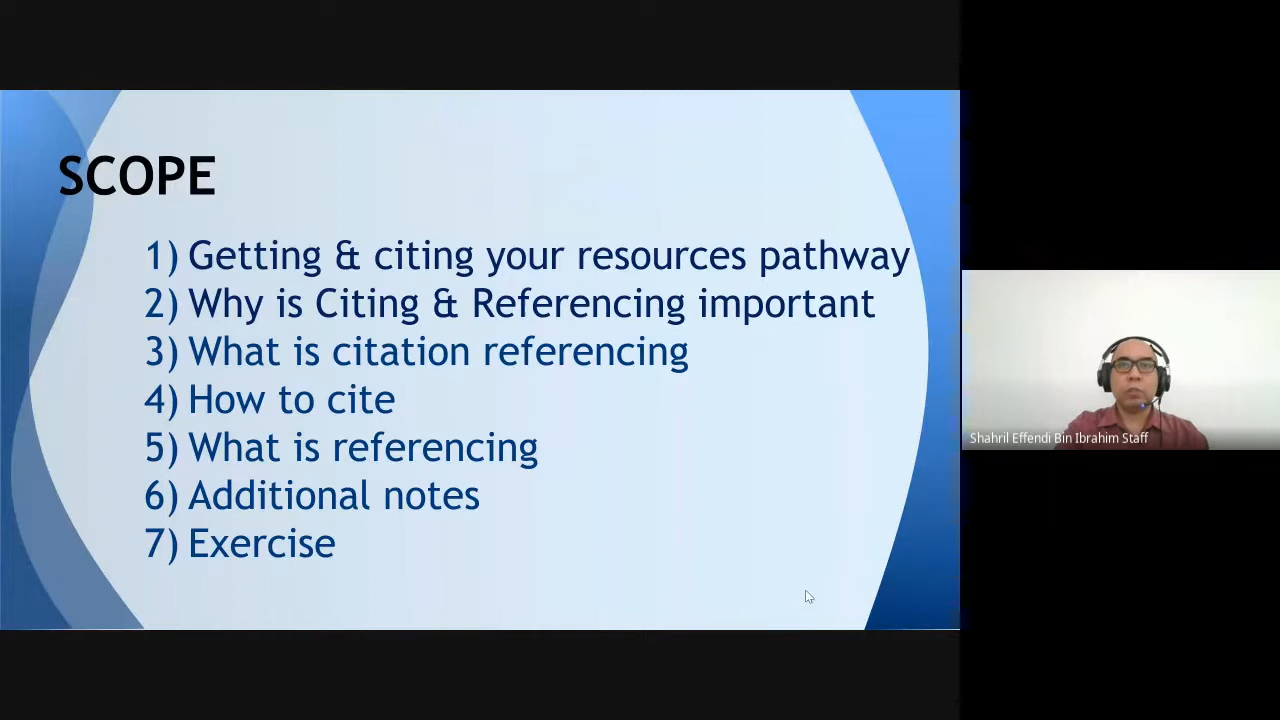 SCOPE
1) Getting & citing your resources pathway
2) Why is Citing & Referencing important
3) What is citation referencing
4) How to cite
5) What is referencing
6) Additional notes
7) Exercise
Shahril Effendi Bin Ibrahim Staff